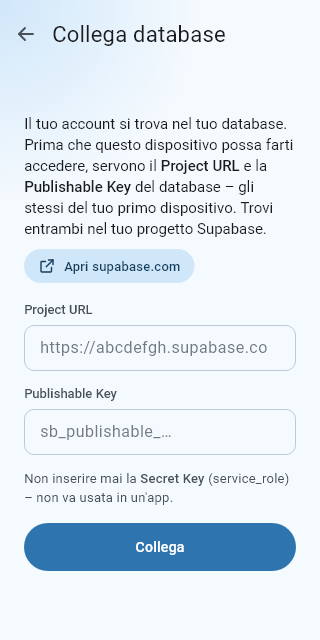 Collega database
Il tuo account si trova nel tuo database.
Prima che questo dispositivo possa farti
accedere, servono il Project URL e la
Publishable Key del database – gli
stessi del tuo primo dispositivo. Trovi
entrambi nel tuo progetto Supabase.
Apri supabase.com
Project URL
https://abcdefgh.supabase.co
Publishable Key
sb_publishable_…
Non inserire mai la Secret Key (service_role)
– non va usata in un'app.
Collega